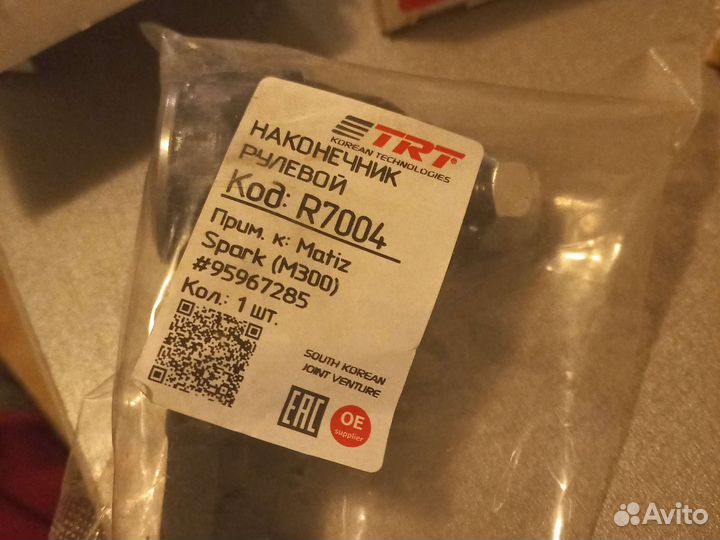 TRT
KOREAN TECHNOLOGIES
НАКОНЕЧНИК
РУЛЕВОЙ
Код: R7004
Прим. к: Matiz
Spark (M300)
#95967285
Кол.: 1 шт.
SOUTH KOREAN
JOINT VENTURE
EAC
OE
supplier
Avito